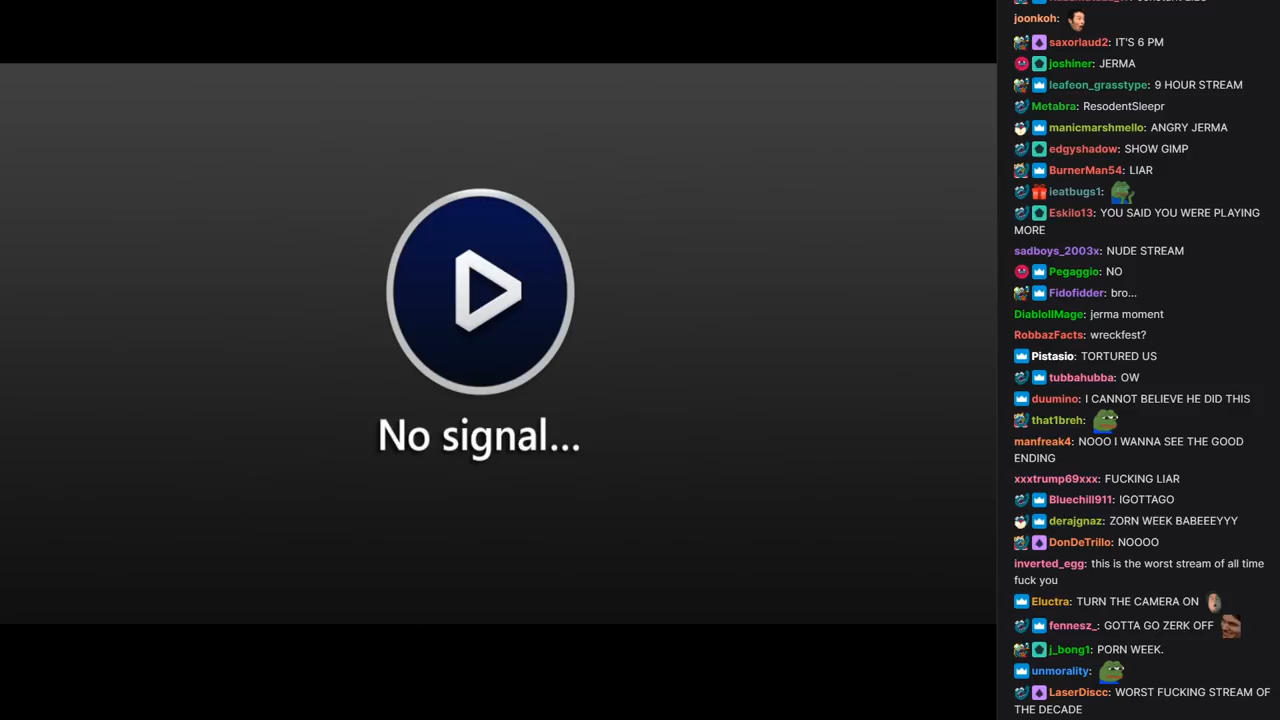 No signal...
joonkoh:
saxorlaud2: IT'S 6 PM
joshiner: JERMA
leafeon_grasstype: 9 HOUR STREAM
Metabra: ResodentSleepr
manicmarshmello: ANGRY JERMA
edgyshadow: SHOW GIMP
BurnerMan54: LIAR
ieatbugs1:
Eskilo13: YOU SAID YOU WERE PLAYING
MORE
sadboys_2003x: NUDE STREAM
Pegaggio: NO
Fidofidder: bro...
DiablollMage: jerma moment
RobbazFacts: wreckfest?
Pistasio: TORTURED US
tubbahubba: OW
duumino: I CANNOT BELIEVE HE DID THIS
that1breh:
manfreak4: NOOO I WANNA SEE THE GOOD
ENDING
xxxtrump69xxx: FUCKING LIAR
Bluechill911: IGOTTAGO
derajgnaz: ZORN WEEK BABEEEYYY
DonDeTrillo: NOOOO
inverted_egg: this is the worst stream of all time
fuck you
Eluctra: TURN THE CAMERA ON
fennesz_: GOTTA GO ZERK OFF
j_bong1: PORN WEEK.
unmorality:
LaserDiscc: WORST FUCKING STREAM OF
THE DECADE